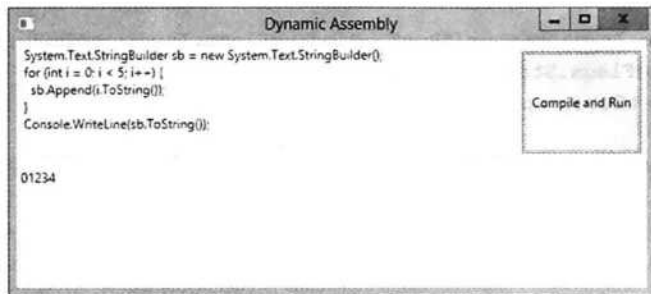 Dynamic Assembly
System.Text.StringBuilder sb = new System.Text.StringBuilder();
for (int i = 0; i < 5; i++) {
sb.Append(i.ToString());
}
Console.WriteLine(sb.ToString());
Compile and Run
01234